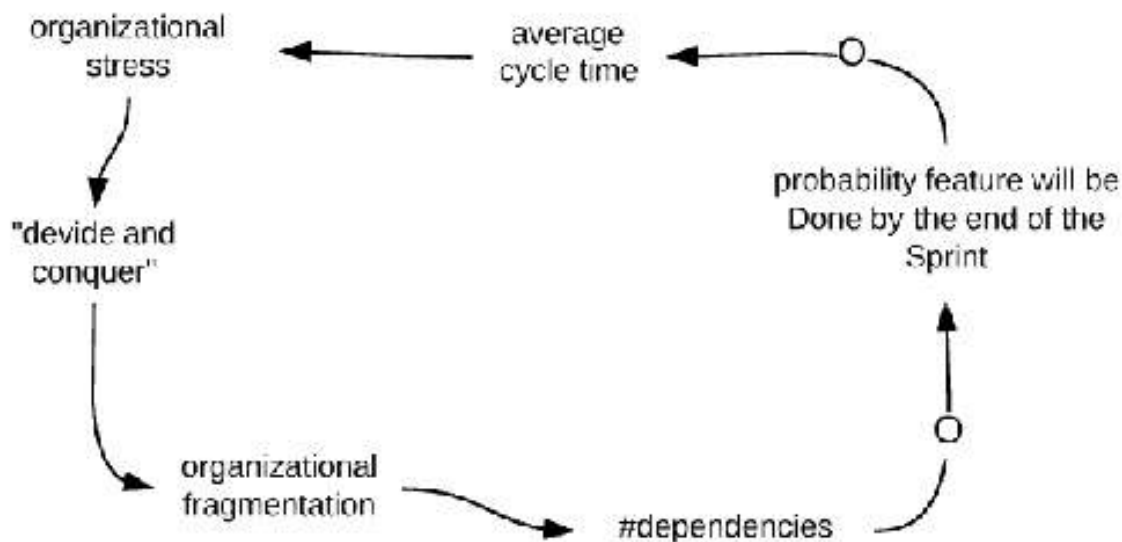 organizational
stress
average
cycle time
O
probability feature will be
Done by the end of the
Sprint
"devide and
conquer"
O
organizational
fragmentation
#dependencies